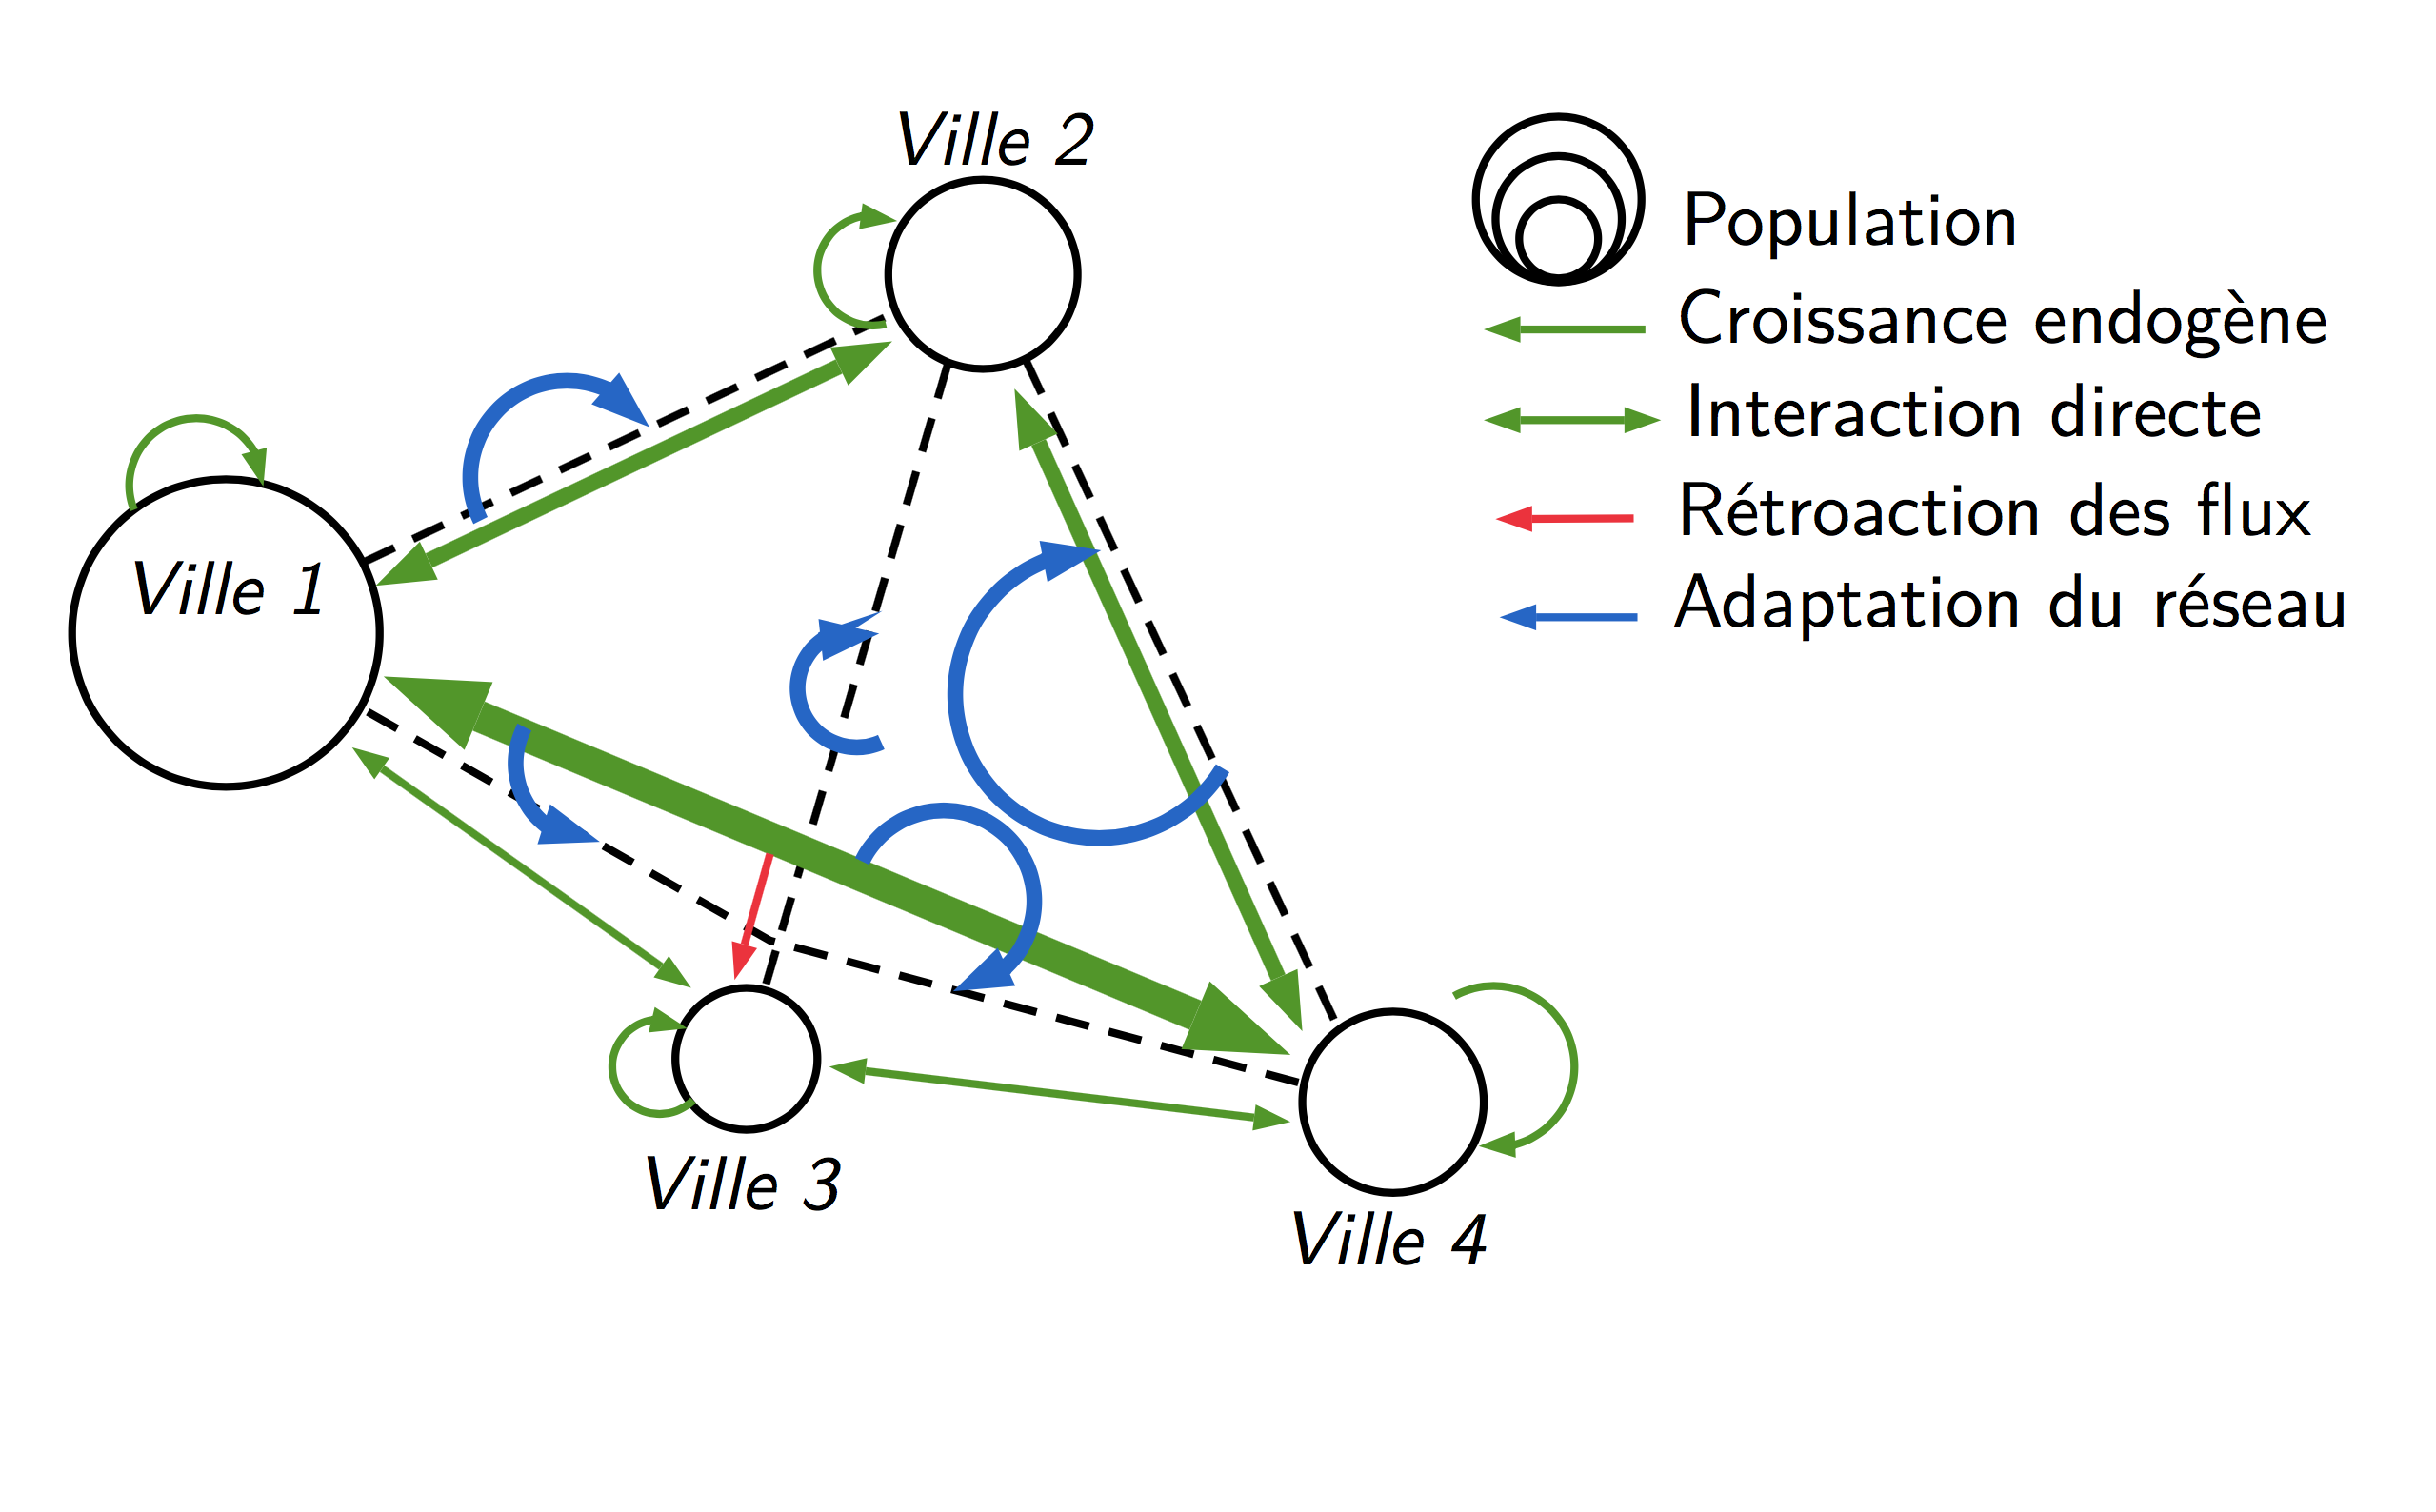 Ville 2
Ville 1
Ville 3
Ville 4
Population
Croissance endogène
Interaction directe
Rétroaction des flux
Adaptation du réseau